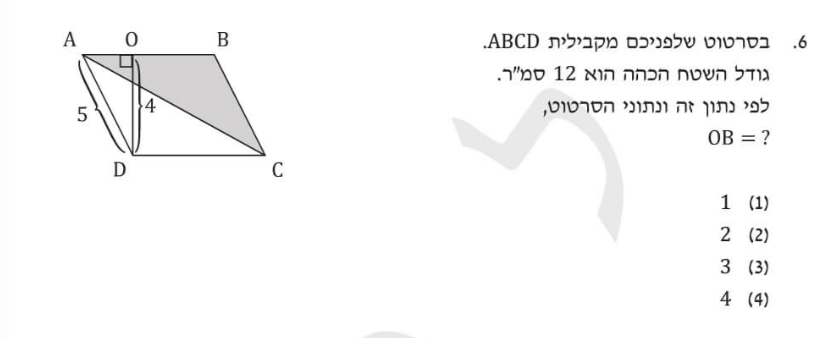 6. בסרטוט שלפניכם מקבילית ABCD.
גודל השטח הכהה הוא 12 סמ"ר.
לפי נתון זה ונתוני הסרטוט,
OB = ?
(1) 1
(2) 2
(3) 3
(4) 4
A O B
5 4
D C